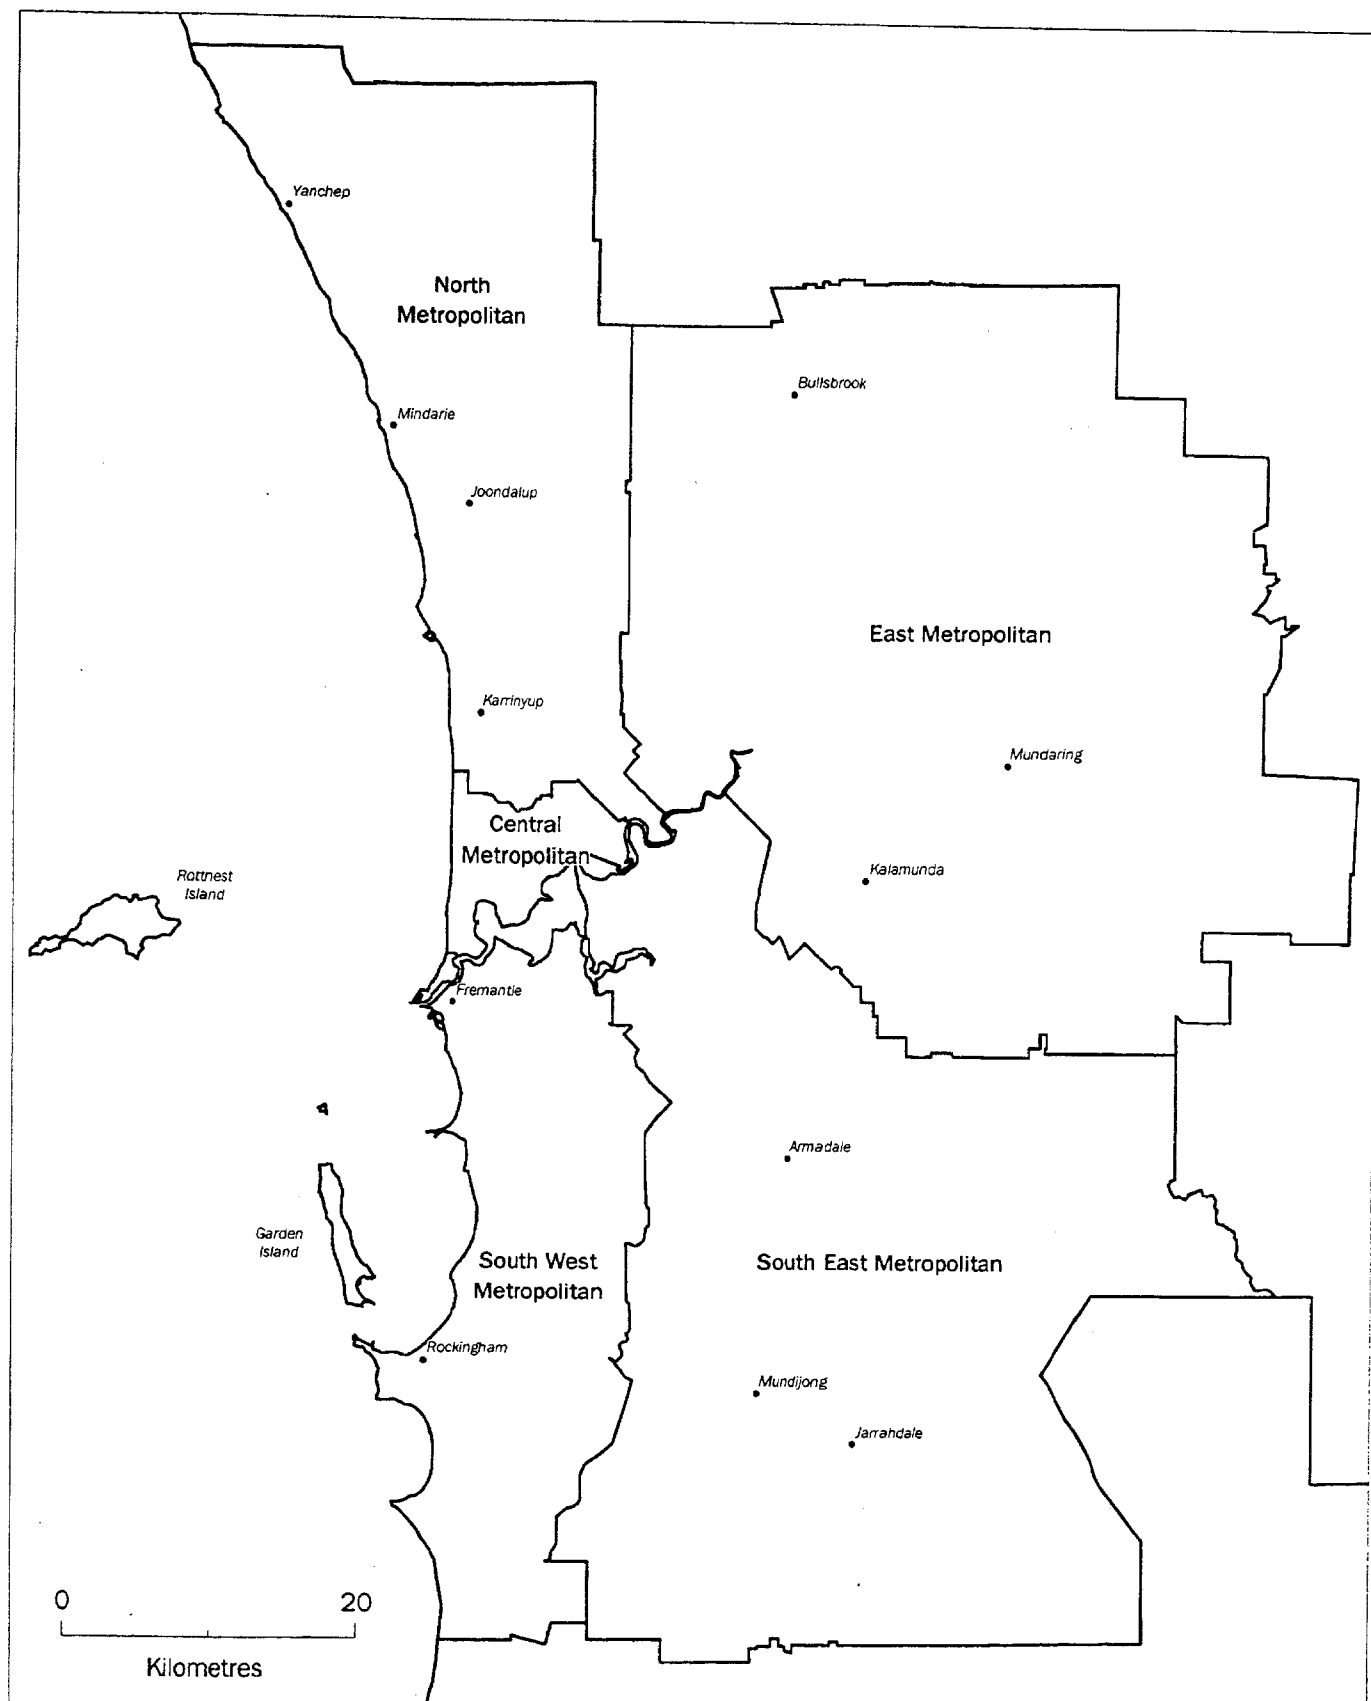 Yanchep
North
Metropolitan
Bullsbrook
Mindarie
Joondalup
East Metropolitan
Karrinyup
Mundaring
Central
Metropolitan
Kalamunda
Rottnest
Island
Fremantle
Armadale
Garden
Island
South West
Metropolitan
South East Metropolitan
Rockingham
Mundijong
Jarrahdale
0 20
Kilometres